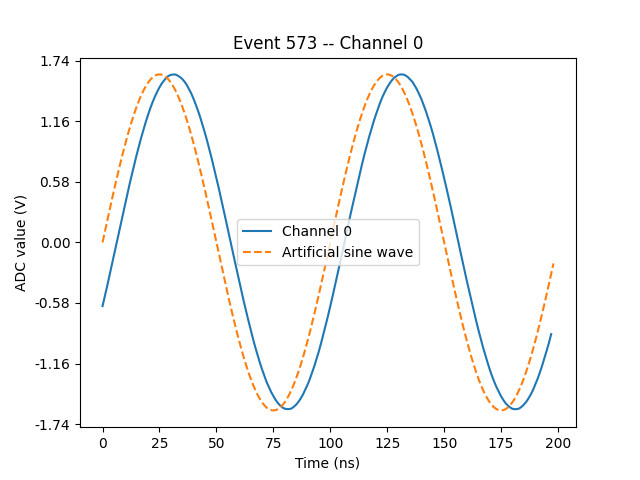 Event 573 -- Channel 0
1.74
1.16
0.58
0.00
-0.58
-1.16
-1.74
ADC value (V)
Channel 0
Artificial sine wave
0 25 50 75 100 125 150 175 200
Time (ns)